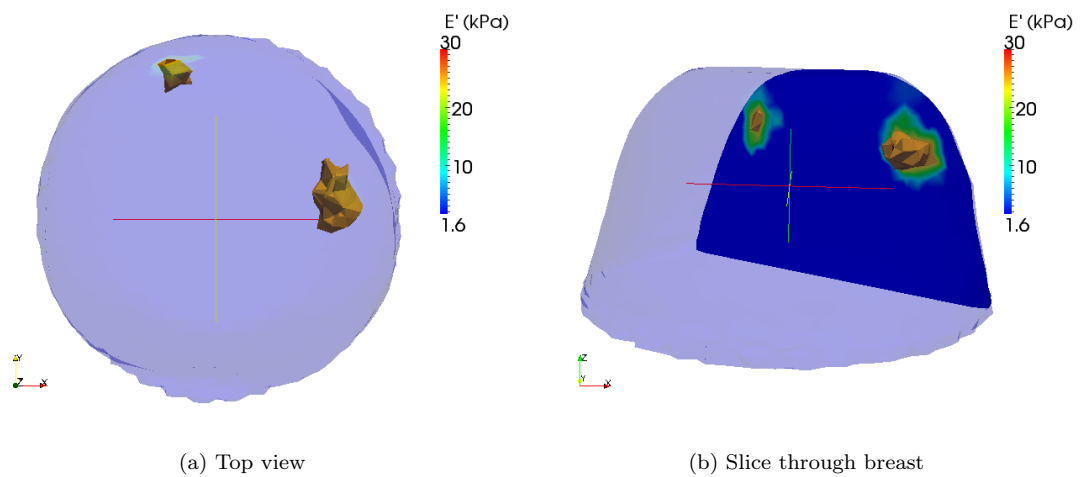 E' (kPa)
30
20
10
1.6
Y
Z
X
(a) Top view
E' (kPa)
30
20
10
1.6
Z
Y
X
(b) Slice through breast